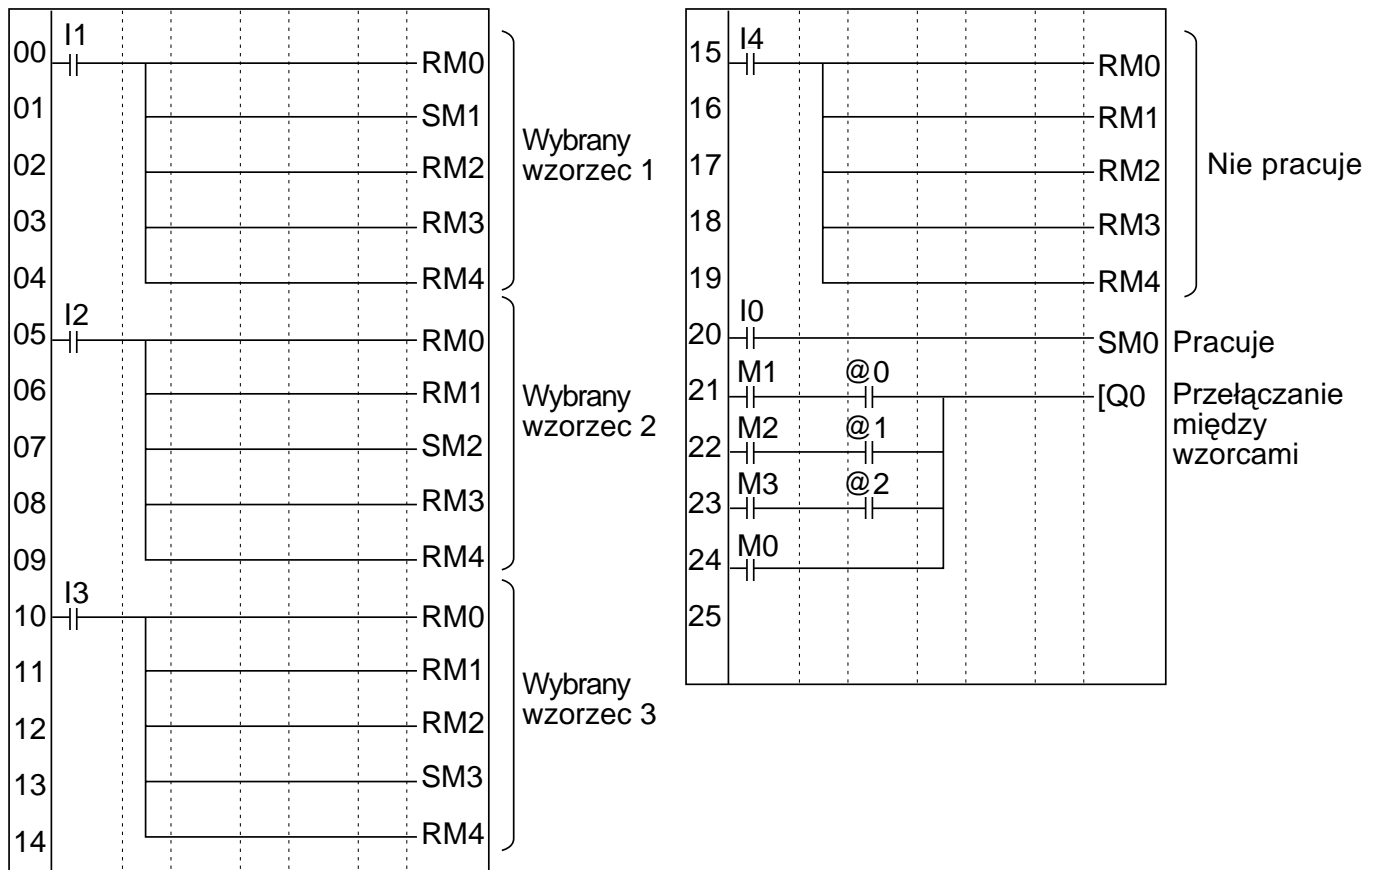 I1
00 RM0
01 SM1
02 RM2
03 RM3
04 RM4
Wybrany
wzorzec 1
I2
05 RM0
06 RM1
07 SM2
08 RM3
09 RM4
Wybrany
wzorzec 2
I3
10 RM0
11 RM1
12 RM2
13 SM3
14 RM4
Wybrany
wzorzec 3
I4
15 RM0
16 RM1
17 RM2
18 RM3
19 RM4
Nie pracuje
I0
20 SM0 Pracuje
M1 @0
21 [Q0 Przełączanie
między
wzorcami
M2 @1
22
M3 @2
23
M0
24
25